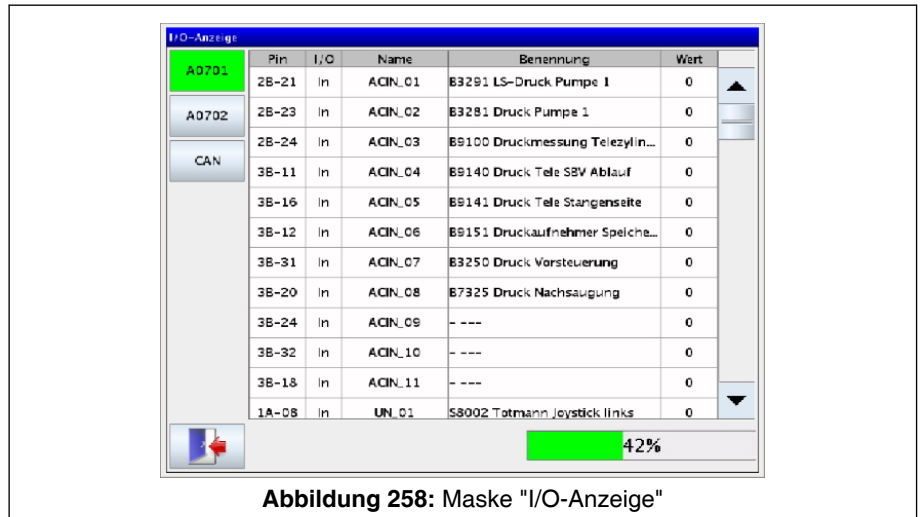 I/O-Anzeige
A0701
A0702
CAN
Pin I/O Name Benennung Wert
2B-21 In ACIN_01 B3291 LS-Druck Pumpe 1 0
2B-23 In ACIN_02 B3281 Druck Pumpe 1 0
2B-24 In ACIN_03 B9100 Druckmessung Telezylin... 0
3B-11 In ACIN_04 B9140 Druck Tele SBV Ablauf 0
3B-16 In ACIN_05 B9141 Druck Tele Stangenseite 0
3B-12 In ACIN_06 B9151 Druckaufnehmer Speiche... 0
3B-31 In ACIN_07 B3250 Druck Vorsteuerung 0
3B-20 In ACIN_08 B7325 Druck Nachsaugung 0
3B-24 In ACIN_09 - --- 0
3B-32 In ACIN_10 - --- 0
3B-18 In ACIN_11 - --- 0
1A-08 In UN_01 S8002 Totmann Joystick links 0
42%
Abbildung 258: Maske "I/O-Anzeige"